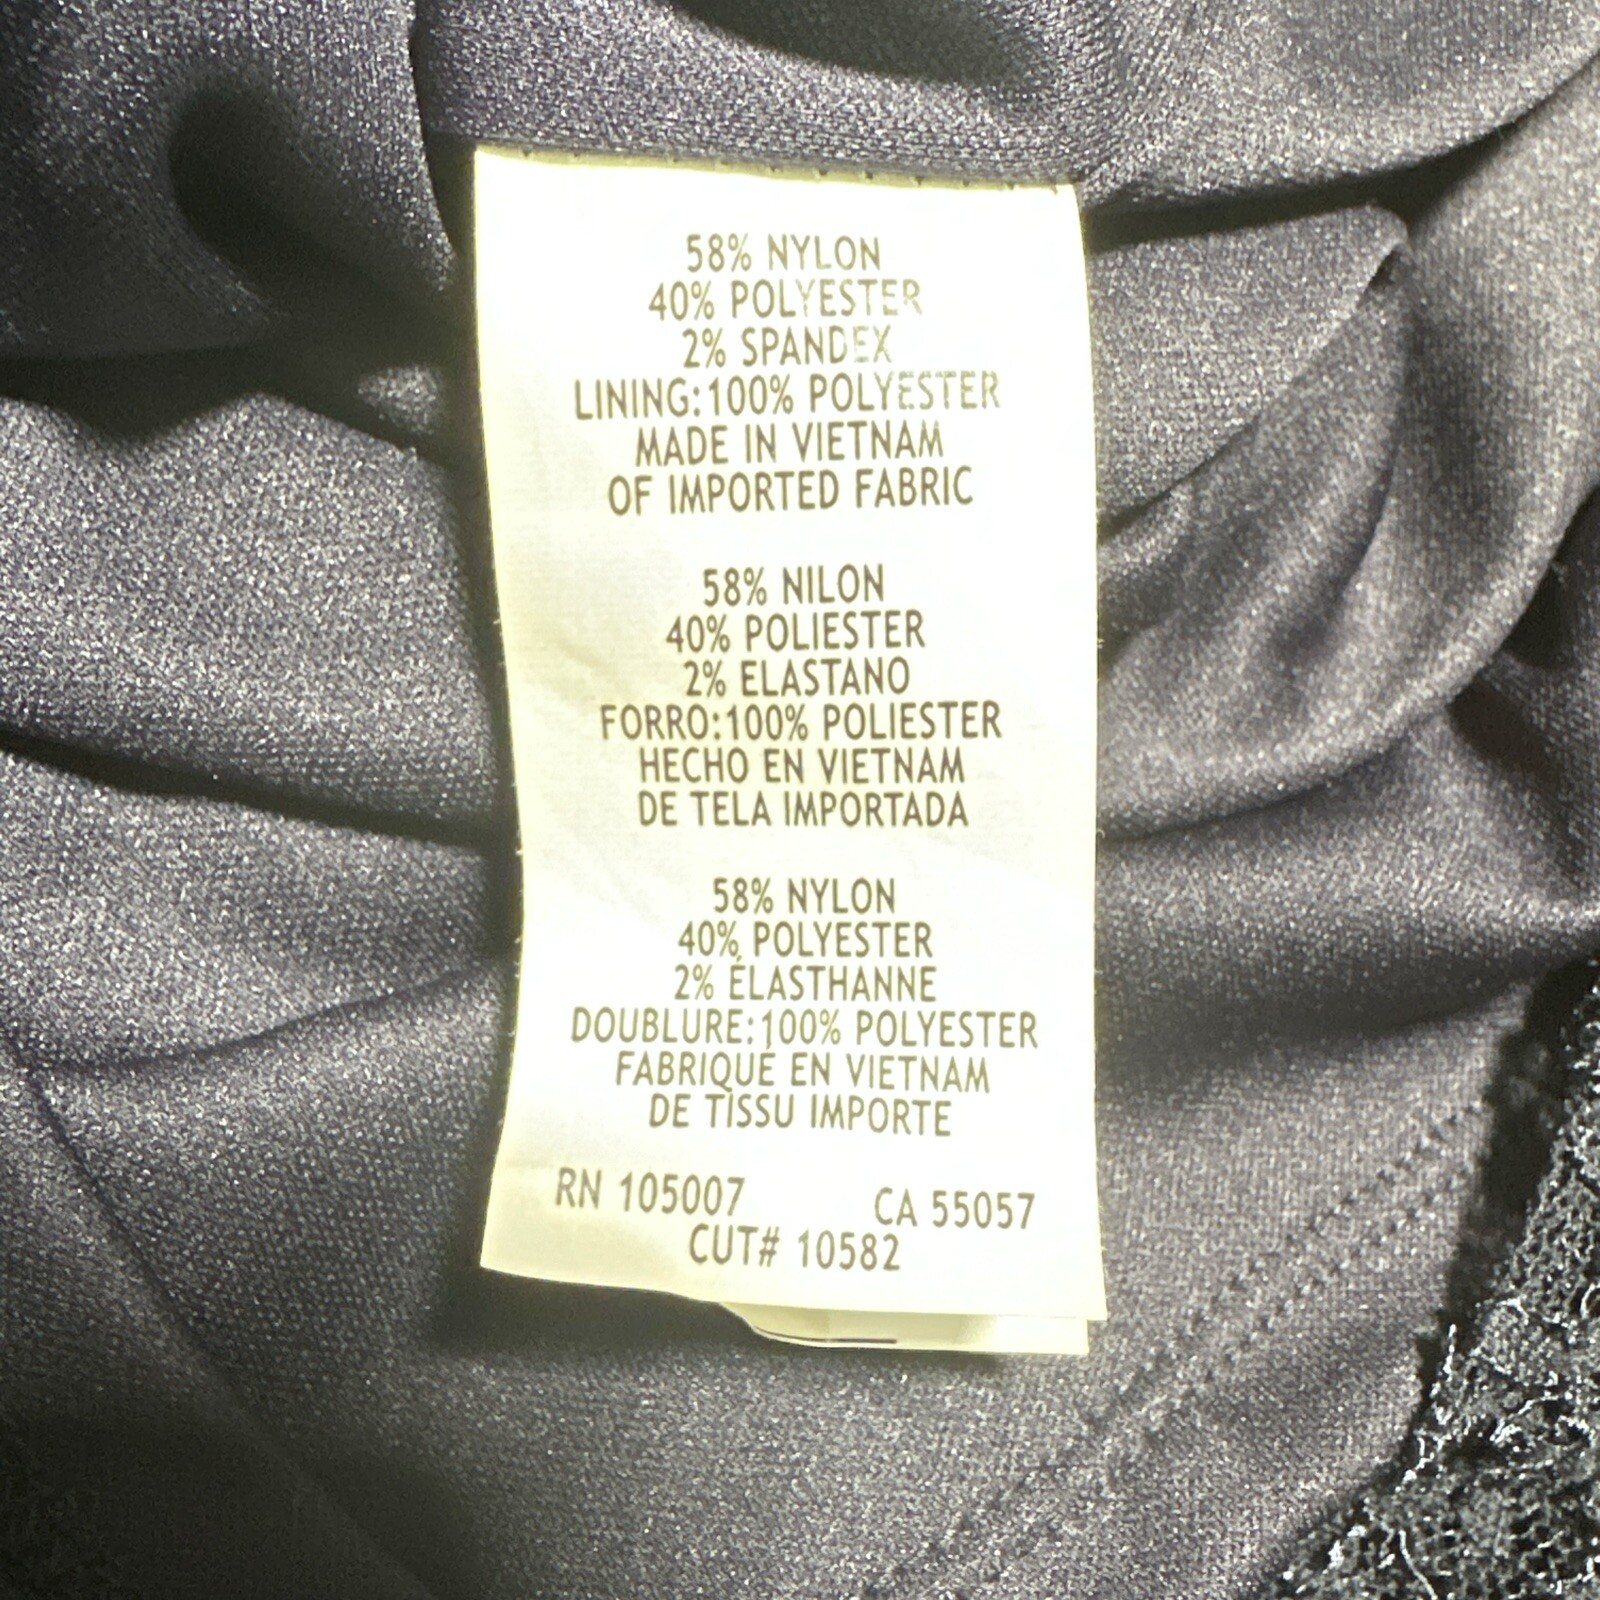 58% NYLON
40% POLYESTER
2% SPANDEX
LINING:100% POLYESTER
MADE IN VIETNAM
OF IMPORTED FABRIC
58% NILON
40% POLIESTER
2% ELASTANO
FORRO:100% POLIESTER
HECHO EN VIETNAM
DE TELA IMPORTADA
58% NYLON
40% POLYESTER
2% ÉLASTHANNE
DOUBLURE:100% POLYESTER
FABRIQUÉ EN VIETNAM
DE TISSU IMPORTE
RN 105007 CA 55057
CUT# 10582